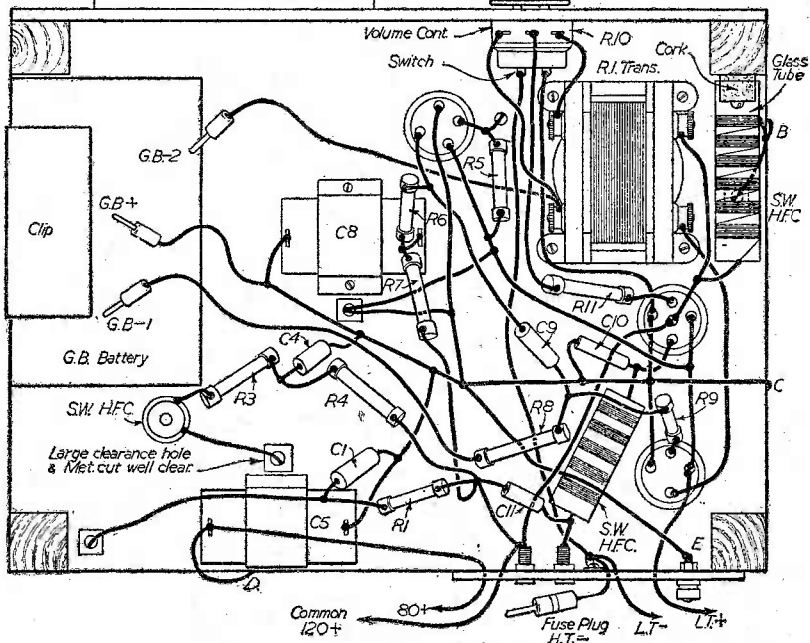 Volume Cont.
R.10
Switch
R.I. Trans.
Cork
Glass
Tube
B
S.W.
H.F.C
G.B-2
G.B+
Clip
G.B-1
G.B. Battery
C8
R5
R6
R7
R11
C9
C10
C4
R3
R4
S.W. H.F.C.
Large clearance hole
& Met. cut well clear
C
R9
R8
C1
R1
C11
C5
S.W.
H.F.C.
E
D
Common
120+
80+
Fuse Plug
H.T.-
L.T-
L.T+